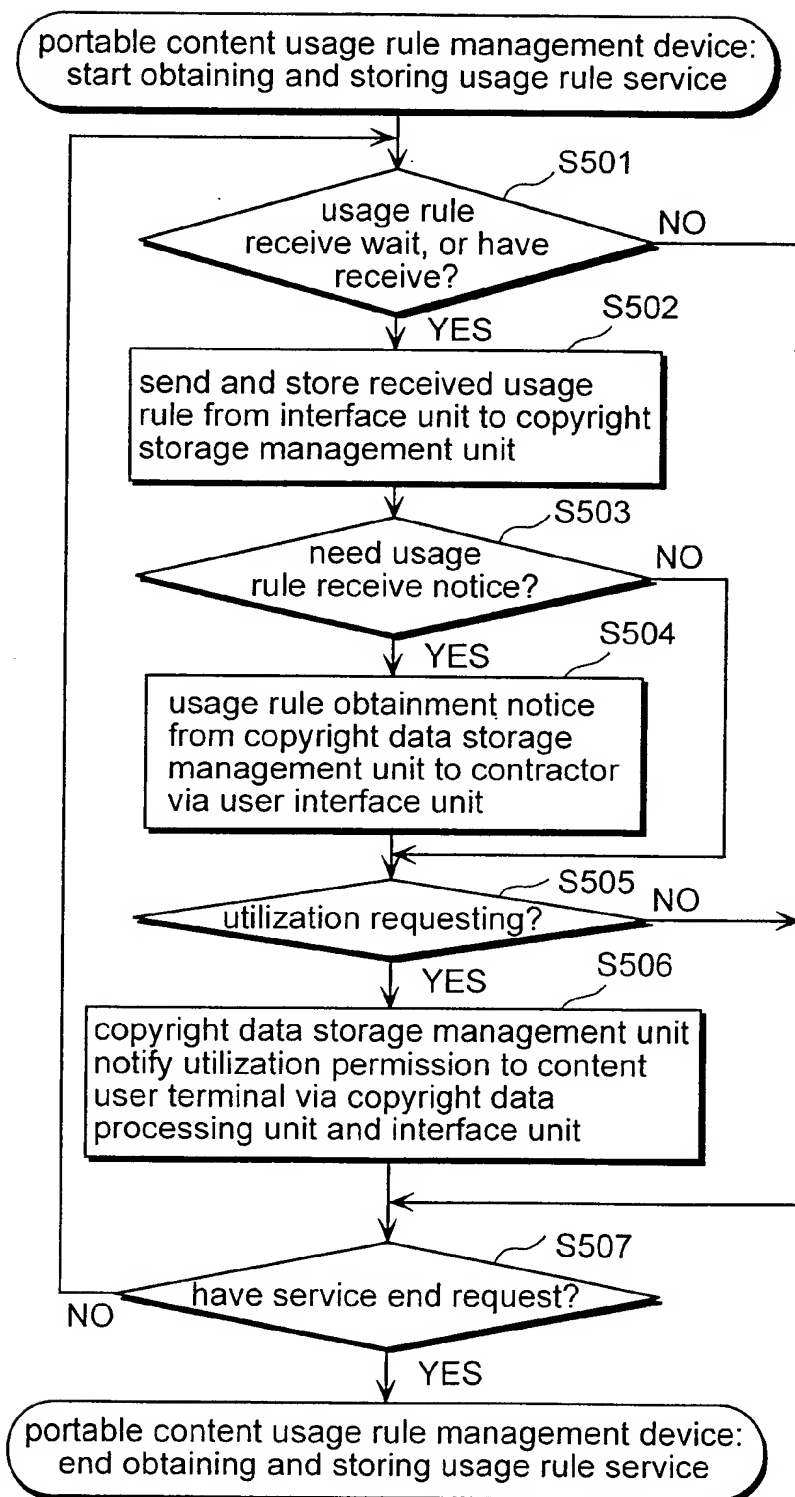 portable content usage rule management device:
start obtaining and storing usage rule service
S501
usage rule
receive wait, or have
receive?
NO
YES
S502
send and store received usage
rule from interface unit to copyright
storage management unit
S503
need usage
rule receive notice?
NO
YES
S504
usage rule obtainment notice
from copyright data storage
management unit to contractor
via user interface unit
S505
utilization requesting?
NO
YES
S506
copyright data storage management unit
notify utilization permission to content
user terminal via copyright data
processing unit and interface unit
S507
have service end request?
NO
YES
portable content usage rule management device:
end obtaining and storing usage rule service